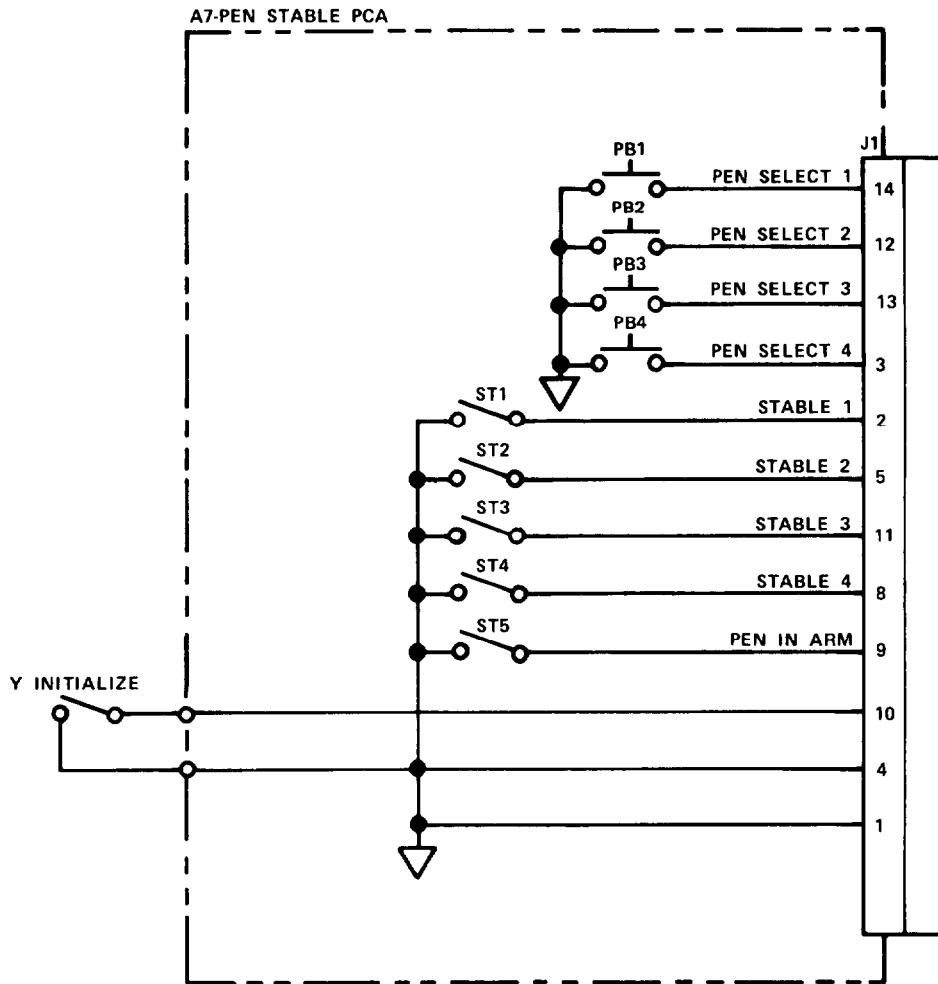 A7-PEN STABLE PCA
J1
PB1
PEN SELECT 1
14
PB2
PEN SELECT 2
12
PB3
PEN SELECT 3
13
PB4
PEN SELECT 4
3
ST1
STABLE 1
2
ST2
STABLE 2
5
ST3
STABLE 3
11
ST4
STABLE 4
8
ST5
PEN IN ARM
9
Y INITIALIZE
10
4
1